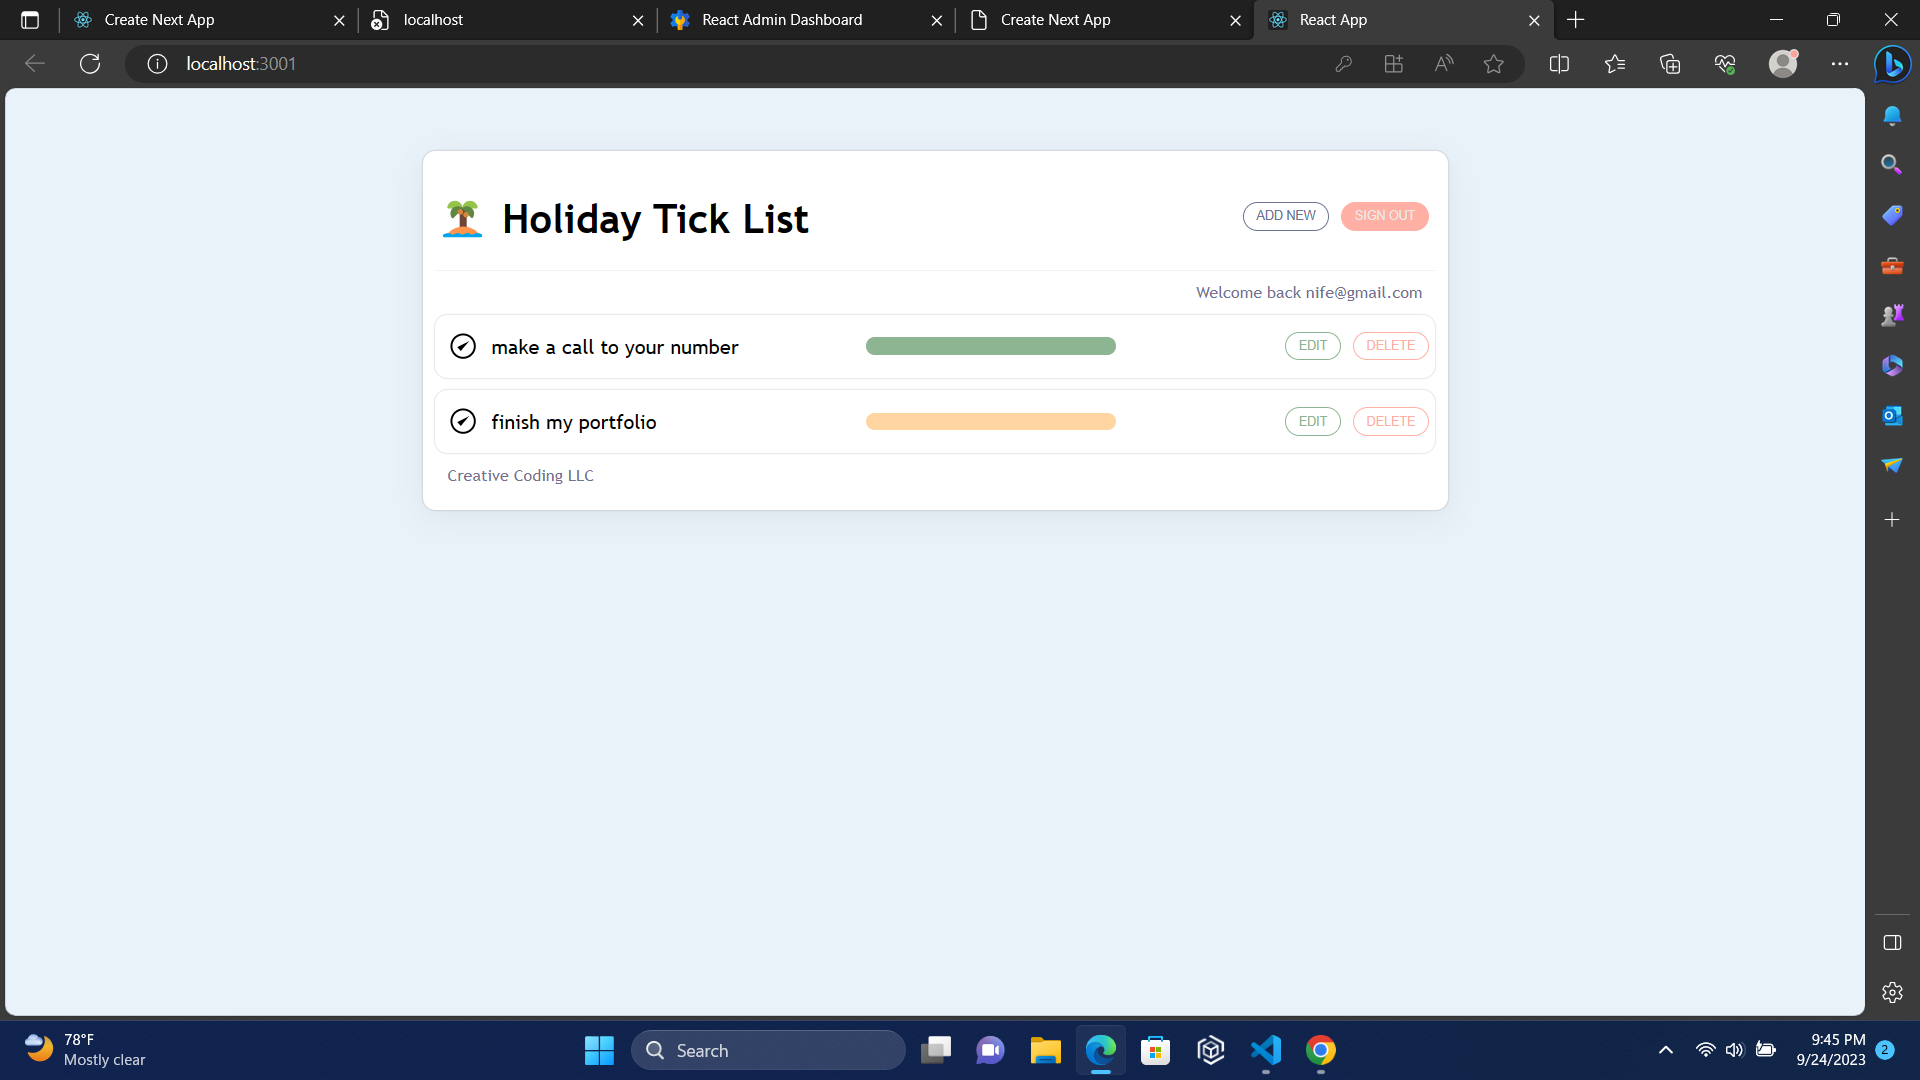 Create Next App
localhost
React Admin Dashboard
Create Next App
React App
localhost:3001
Holiday Tick List
ADD NEW
SIGN OUT
Welcome back nife@gmail.com
make a call to your number
EDIT
DELETE
finish my portfolio
EDIT
DELETE
Creative Coding LLC
78°F
Mostly clear
Search
9:45 PM
9/24/2023
2